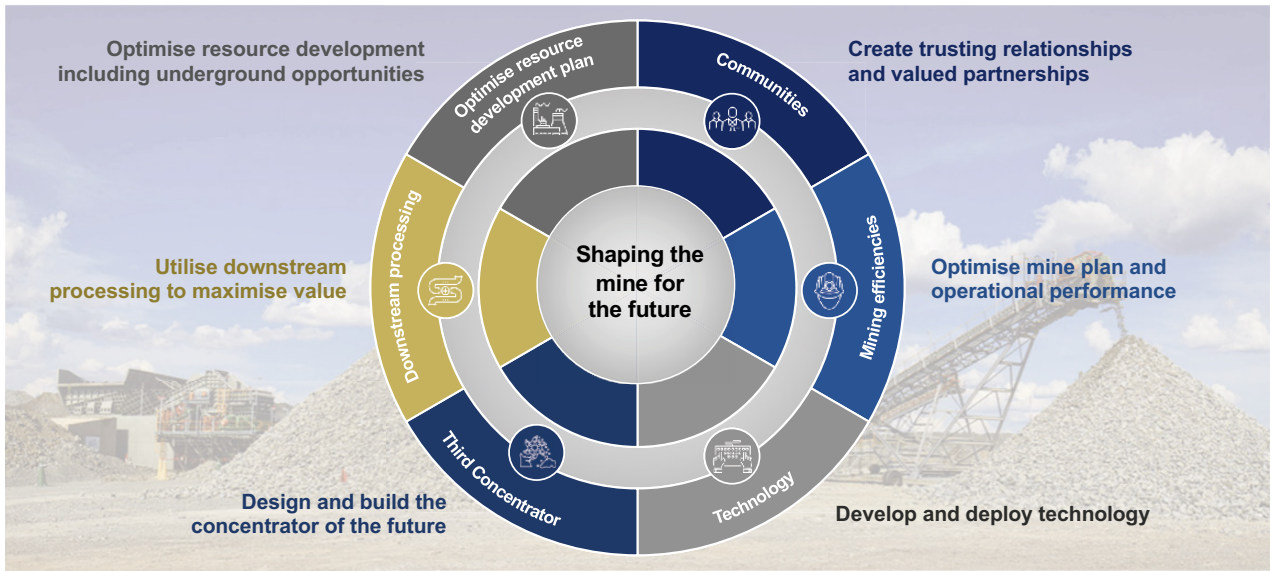 Optimise resource development
including underground opportunities
Optimise resource
development plan
Communities
Create trusting relationships
and valued partnerships
Utilise downstream
processing to maximise value
Downstream processing
Shaping the
mine for
the future
Mining efficiencies
Optimise mine plan and
operational performance
Design and build the
concentrator of the future
Third Concentrator
Technology
Develop and deploy technology